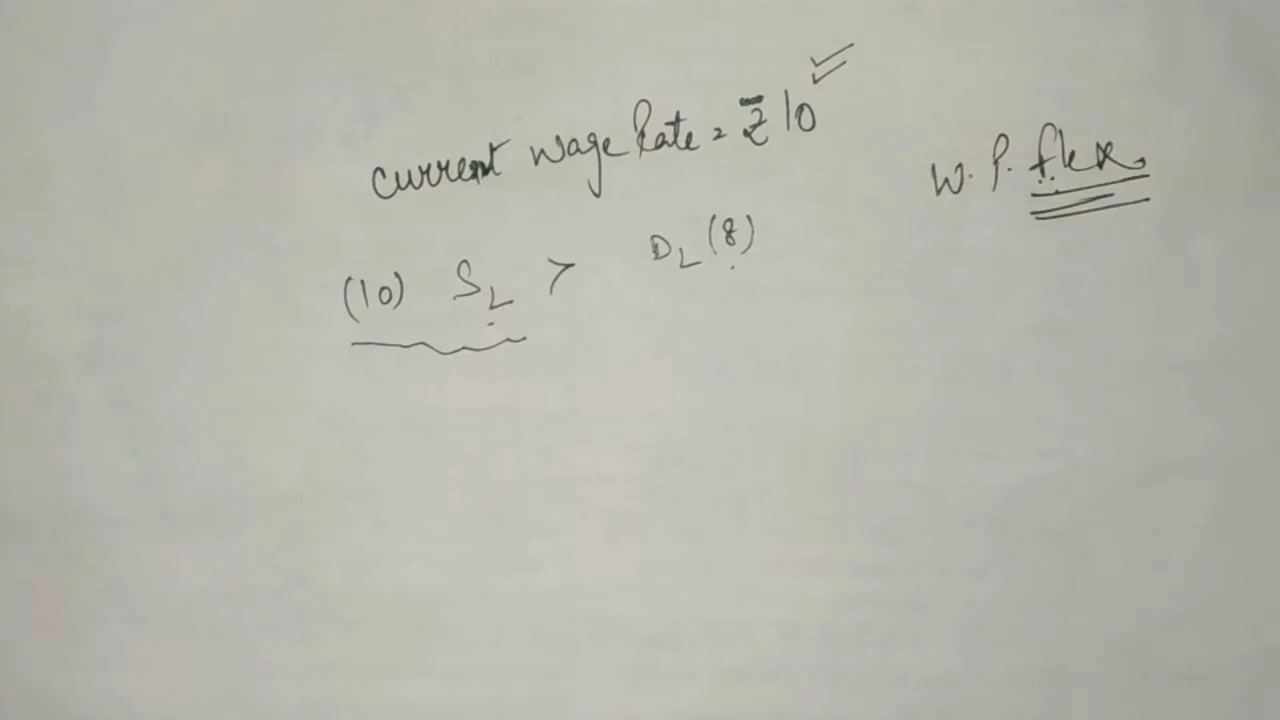 current wage Rate = ₹ 10
W. P. flex.
(10) SL > DL (8)